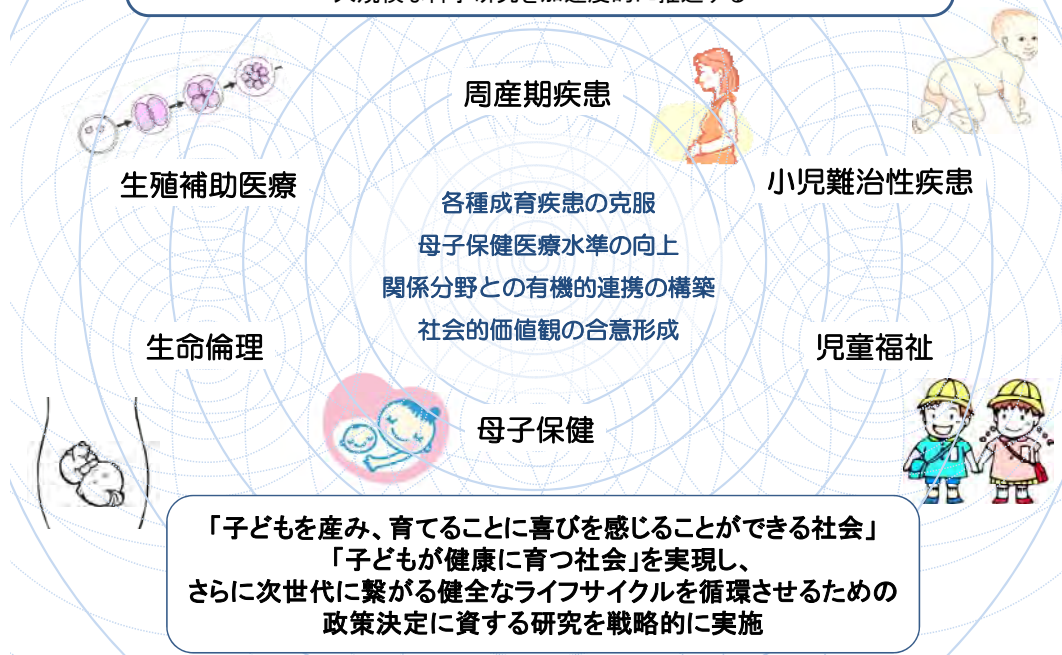 周産期疾患
生殖補助医療
小児難治性疾患
各種成育疾患の克服
母子保健医療水準の向上
関係分野との有機的連携の構築
社会的価値観の合意形成
生命倫理
児童福祉
母子保健
「子どもを産み、育てることに喜びを感じることができる社会」
「子どもが健康に育つ社会」を実現し、
さらに次世代に繋がる健全なライフサイクルを循環させるための
政策決定に資する研究を戦略的に実施